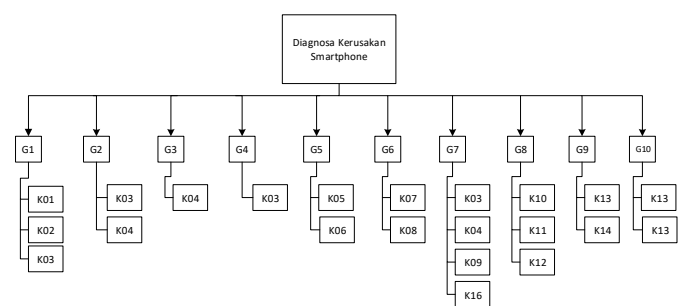 Diagnosa Kerusakan
Smartphone
G1
G2
G3
G4
G5
G6
G7
G8
G9
G10
K01
K02
K03
K03
K04
K04
K03
K05
K06
K07
K08
K03
K04
K09
K16
K10
K11
K12
K13
K14
K13
K13